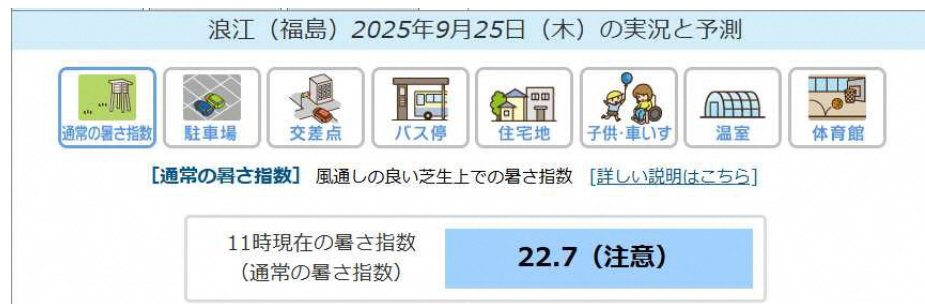 浪江（福島）2025年9月25日（木）の実況と予測
通常の暑さ指数
駐車場
交差点
バス停
住宅地
子供･車いす
温室
体育館
［通常の暑さ指数］ 風通しの良い芝生上での暑さ指数 ［詳しい説明はこちら］
11時現在の暑さ指数
（通常の暑さ指数）
22.7（注意）